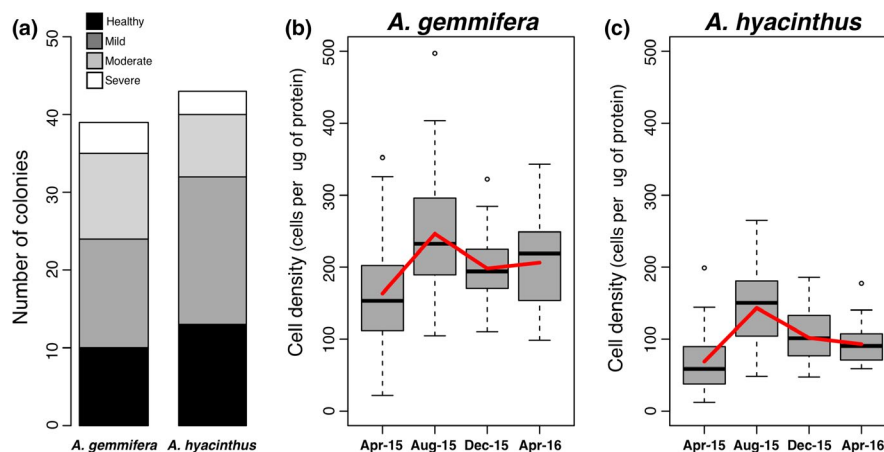 (a)
Healthy
Mild
Moderate
Severe
Number of colonies
50
40
30
20
10
0
A. gemmifera A. hyacinthus
(b)
A. gemmifera
Cell density (cells per ug of protein)
500
400
300
200
100
0
Apr-15 Aug-15 Dec-15 Apr-16
(c)
A. hyacinthus
Cell density (cells per ug of protein)
500
400
300
200
100
0
Apr-15 Aug-15 Dec-15 Apr-16